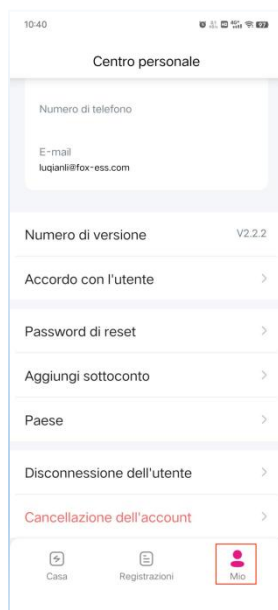 10:40
97
Centro personale
Numero di telefono
E-mail
luqianli@fox-ess.com
Numero di versione V2.2.2
Accordo con l'utente
Password di reset
Aggiungi sottoconto
Paese
Disconnessione dell'utente
Cancellazione dell'account
Casa Registrazioni Mio